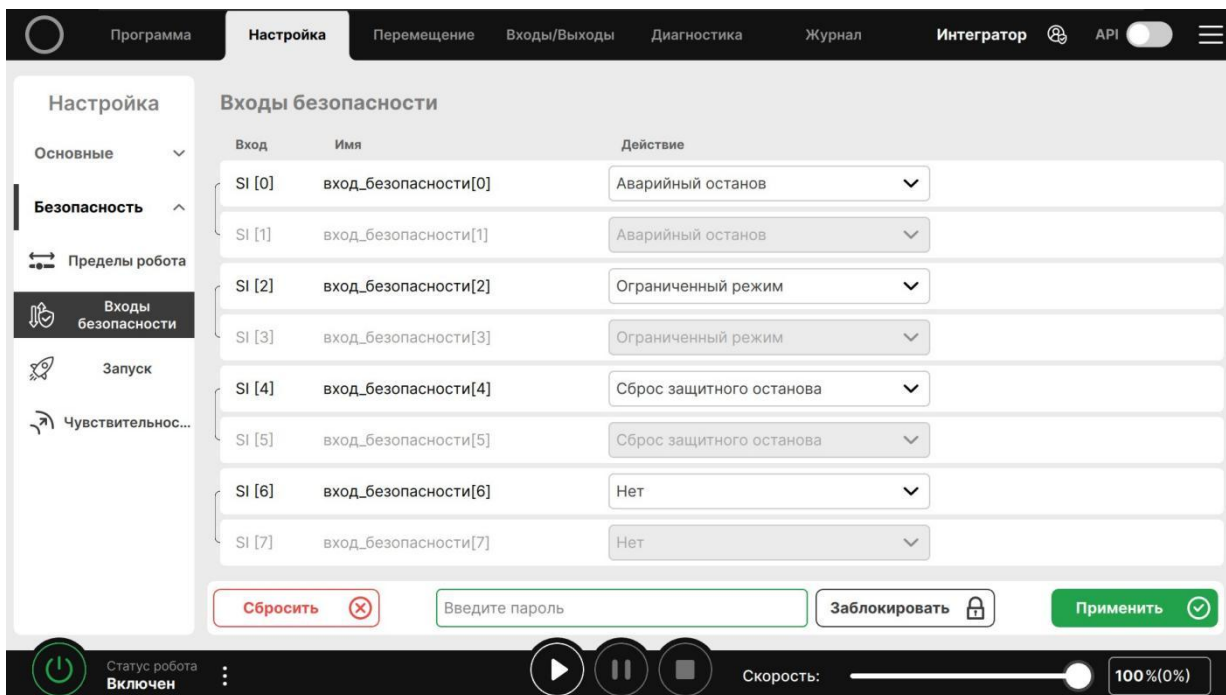 Программа Настройка Перемещение Входы/Выходы Диагностика Журнал Интегратор API
Настройка
Основные
Безопасность
Пределы робота
Входы
безопасности
Запуск
Чувствительнос...
Входы безопасности
Вход Имя Действие
SI [0] вход_безопасности[0] Аварийный останов
SI [1] вход_безопасности[1] Аварийный останов
SI [2] вход_безопасности[2] Ограниченный режим
SI [3] вход_безопасности[3] Ограниченный режим
SI [4] вход_безопасности[4] Сброс защитного останова
SI [5] вход_безопасности[5] Сброс защитного останова
SI [6] вход_безопасности[6] Нет
SI [7] вход_безопасности[7] Нет
Сбросить Введите пароль Заблокировать Применить
Статус робота
Включен
Скорость: 100%(0%)